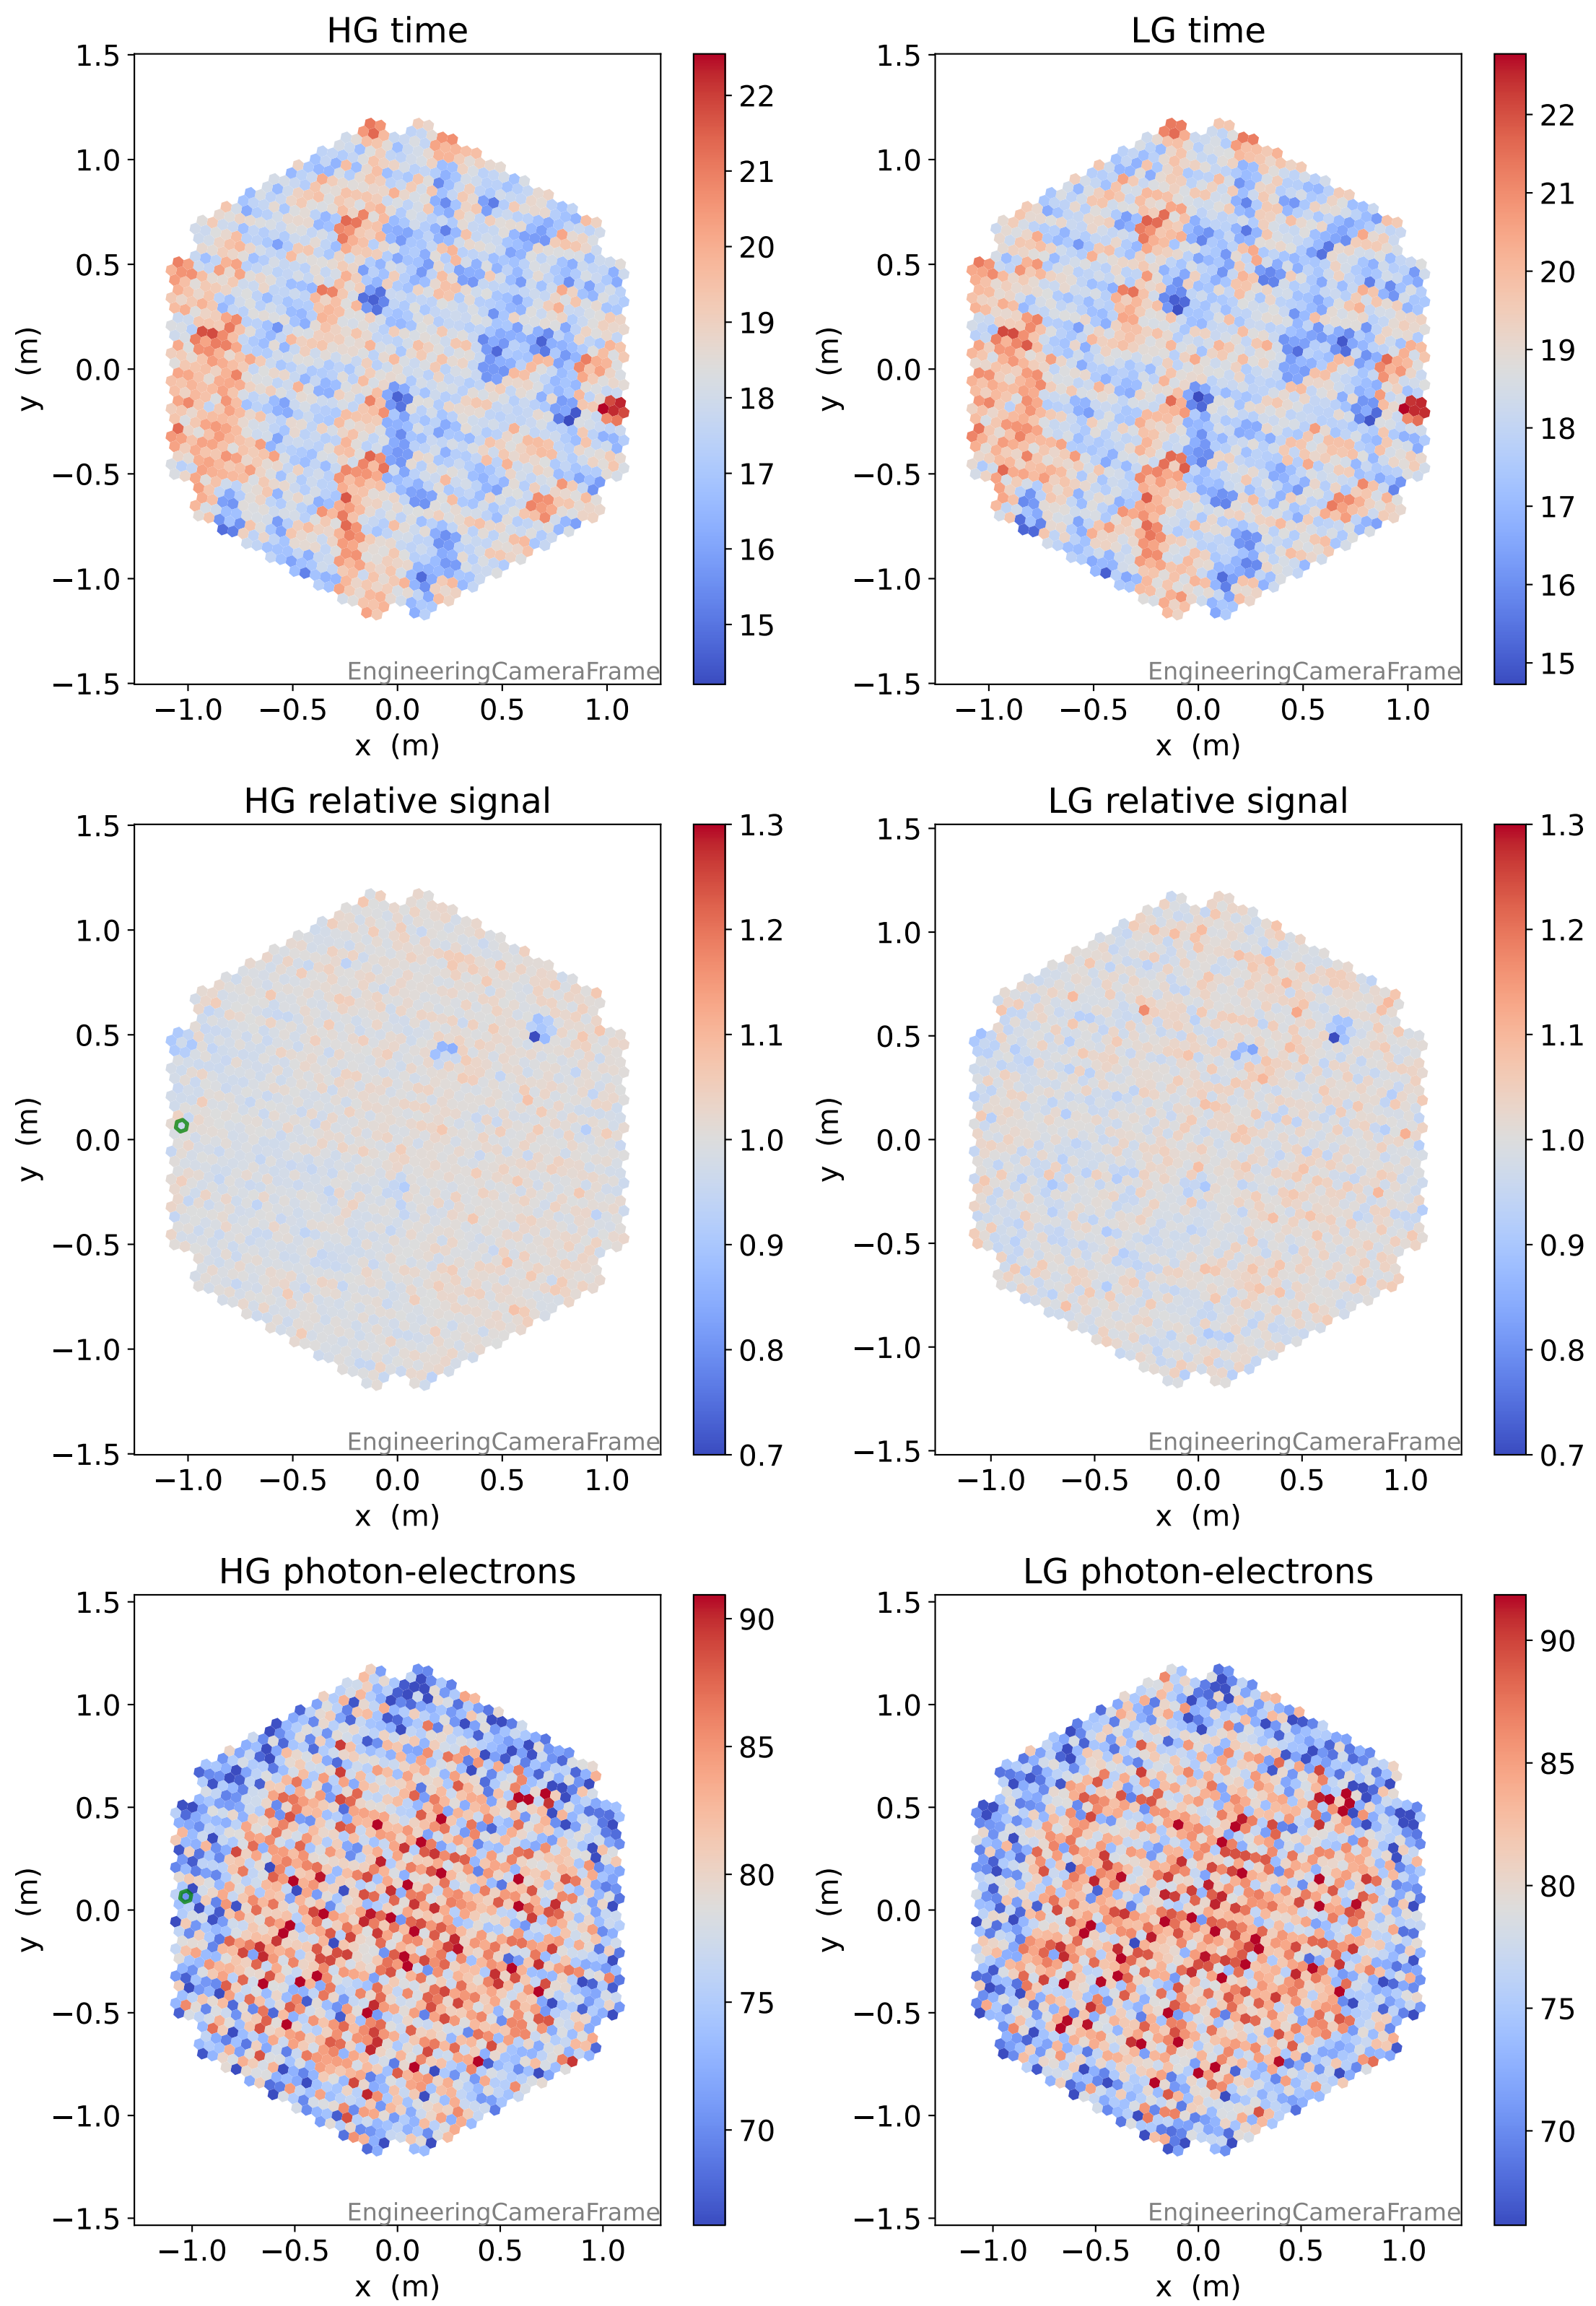 HG time
1.5
1.0
0.5
0.0
−0.5
−1.0
−1.5
y (m)
−1.0 −0.5 0.0 0.5 1.0
x (m)
EngineeringCameraFrame
22
21
20
19
18
17
16
15
LG time
1.5
1.0
0.5
0.0
−0.5
−1.0
−1.5
y (m)
−1.0 −0.5 0.0 0.5 1.0
x (m)
EngineeringCameraFrame
22
21
20
19
18
17
16
15
HG relative signal
1.5
1.0
0.5
0.0
−0.5
−1.0
−1.5
y (m)
−1.0 −0.5 0.0 0.5 1.0
x (m)
EngineeringCameraFrame
1.3
1.2
1.1
1.0
0.9
0.8
0.7
LG relative signal
1.5
1.0
0.5
0.0
−0.5
−1.0
−1.5
y (m)
−1.0 −0.5 0.0 0.5 1.0
x (m)
EngineeringCameraFrame
1.3
1.2
1.1
1.0
0.9
0.8
0.7
HG photon-electrons
1.5
1.0
0.5
0.0
−0.5
−1.0
−1.5
y (m)
−1.0 −0.5 0.0 0.5 1.0
x (m)
EngineeringCameraFrame
90
85
80
75
70
LG photon-electrons
1.5
1.0
0.5
0.0
−0.5
−1.0
−1.5
y (m)
−1.0 −0.5 0.0 0.5 1.0
x (m)
EngineeringCameraFrame
90
85
80
75
70